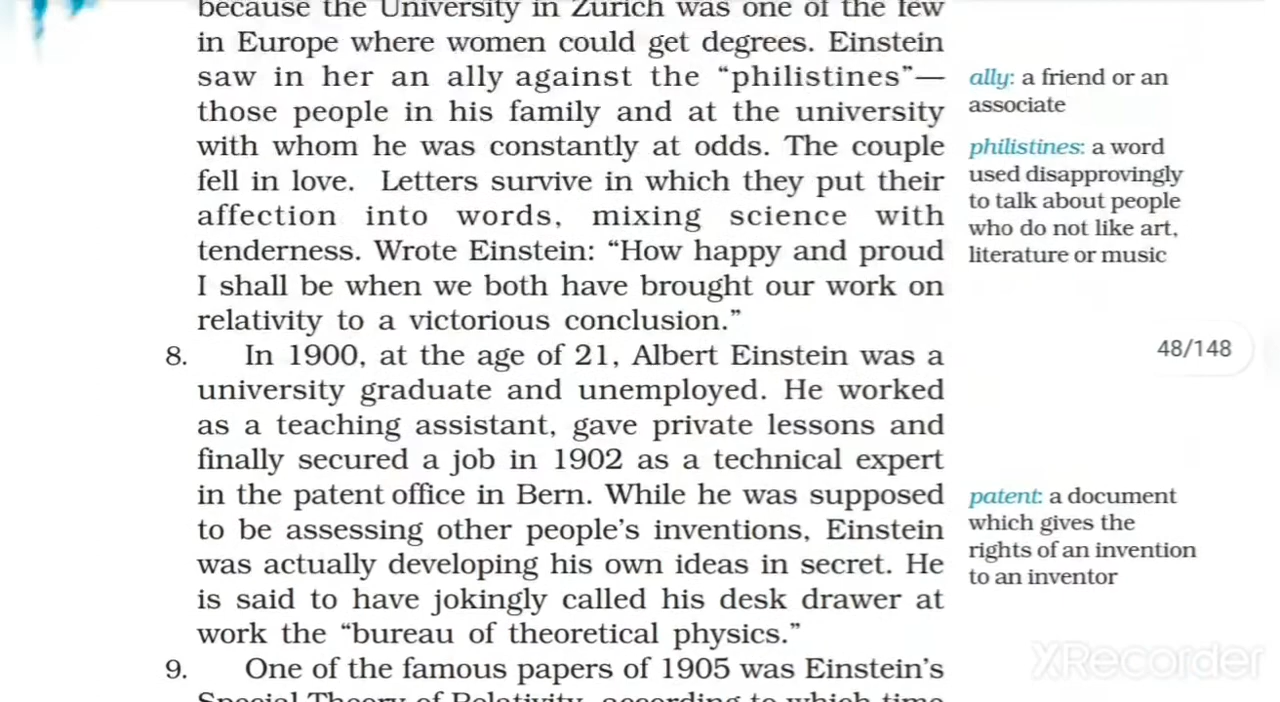 because the University in Zurich was one of the few
in Europe where women could get degrees. Einstein
saw in her an ally against the “philistines”—
those people in his family and at the university
with whom he was constantly at odds. The couple
fell in love. Letters survive in which they put their
affection into words, mixing science with
tenderness. Wrote Einstein: “How happy and proud
I shall be when we both have brought our work on
relativity to a victorious conclusion.”
8. In 1900, at the age of 21, Albert Einstein was a
university graduate and unemployed. He worked
as a teaching assistant, gave private lessons and
finally secured a job in 1902 as a technical expert
in the patent office in Bern. While he was supposed
to be assessing other people’s inventions, Einstein
was actually developing his own ideas in secret. He
is said to have jokingly called his desk drawer at
work the “bureau of theoretical physics.”
9. One of the famous papers of 1905 was Einstein’s
Special Theory of Relativity, according to which time
ally: a friend or an
associate
philistines: a word
used disapprovingly
to talk about people
who do not like art,
literature or music
48/148
patent: a document
which gives the
rights of an invention
to an inventor
XRecorder